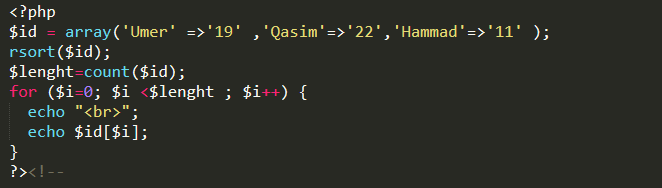 <?php
$id = array('Umer' =>'19' ,'Qasim'=>'22','Hammad'=>'11' );
rsort($id);
$lenght=count($id);
for ($i=0; $i <$lenght ; $i++) {
  echo "<br>";
  echo $id[$i];
}
?><!--